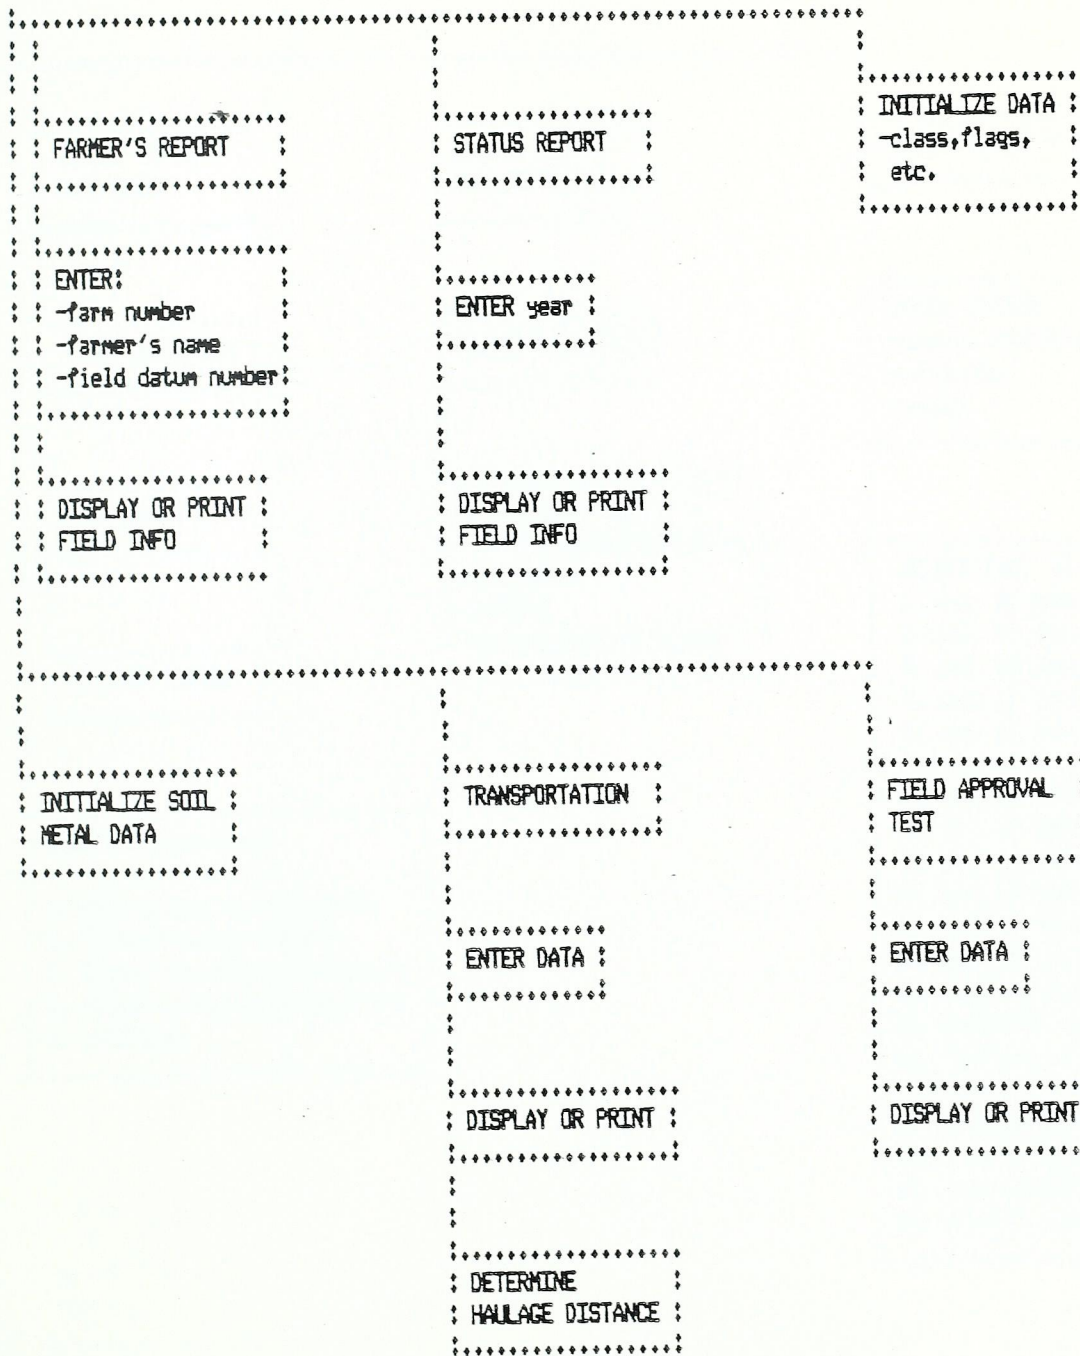 FARMER'S REPORT
ENTER:
-farm number
-farmer's name
-field datum number
DISPLAY OR PRINT
FIELD INFO
STATUS REPORT
ENTER year
DISPLAY OR PRINT
FIELD INFO
INITIALIZE DATA
-class,flags,
etc.
INITIALIZE SOIL
METAL DATA
TRANSPORTATION
ENTER DATA
DISPLAY OR PRINT
DETERMINE
HAULAGE DISTANCE
FIELD APPROVAL
TEST
ENTER DATA
DISPLAY OR PRINT